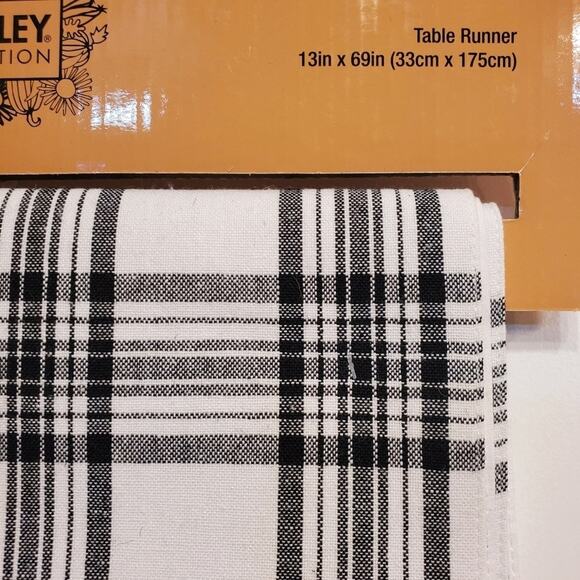 LEY®
TION
Table Runner
13in x 69in (33cm x 175cm)